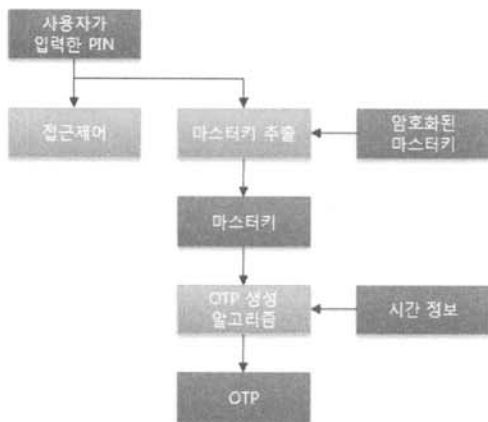 사용자가
입력한 PIN
접근제어
마스터키 추출
암호화된
마스터키
마스터키
OTP 생성
알고리즘
시간 정보
OTP